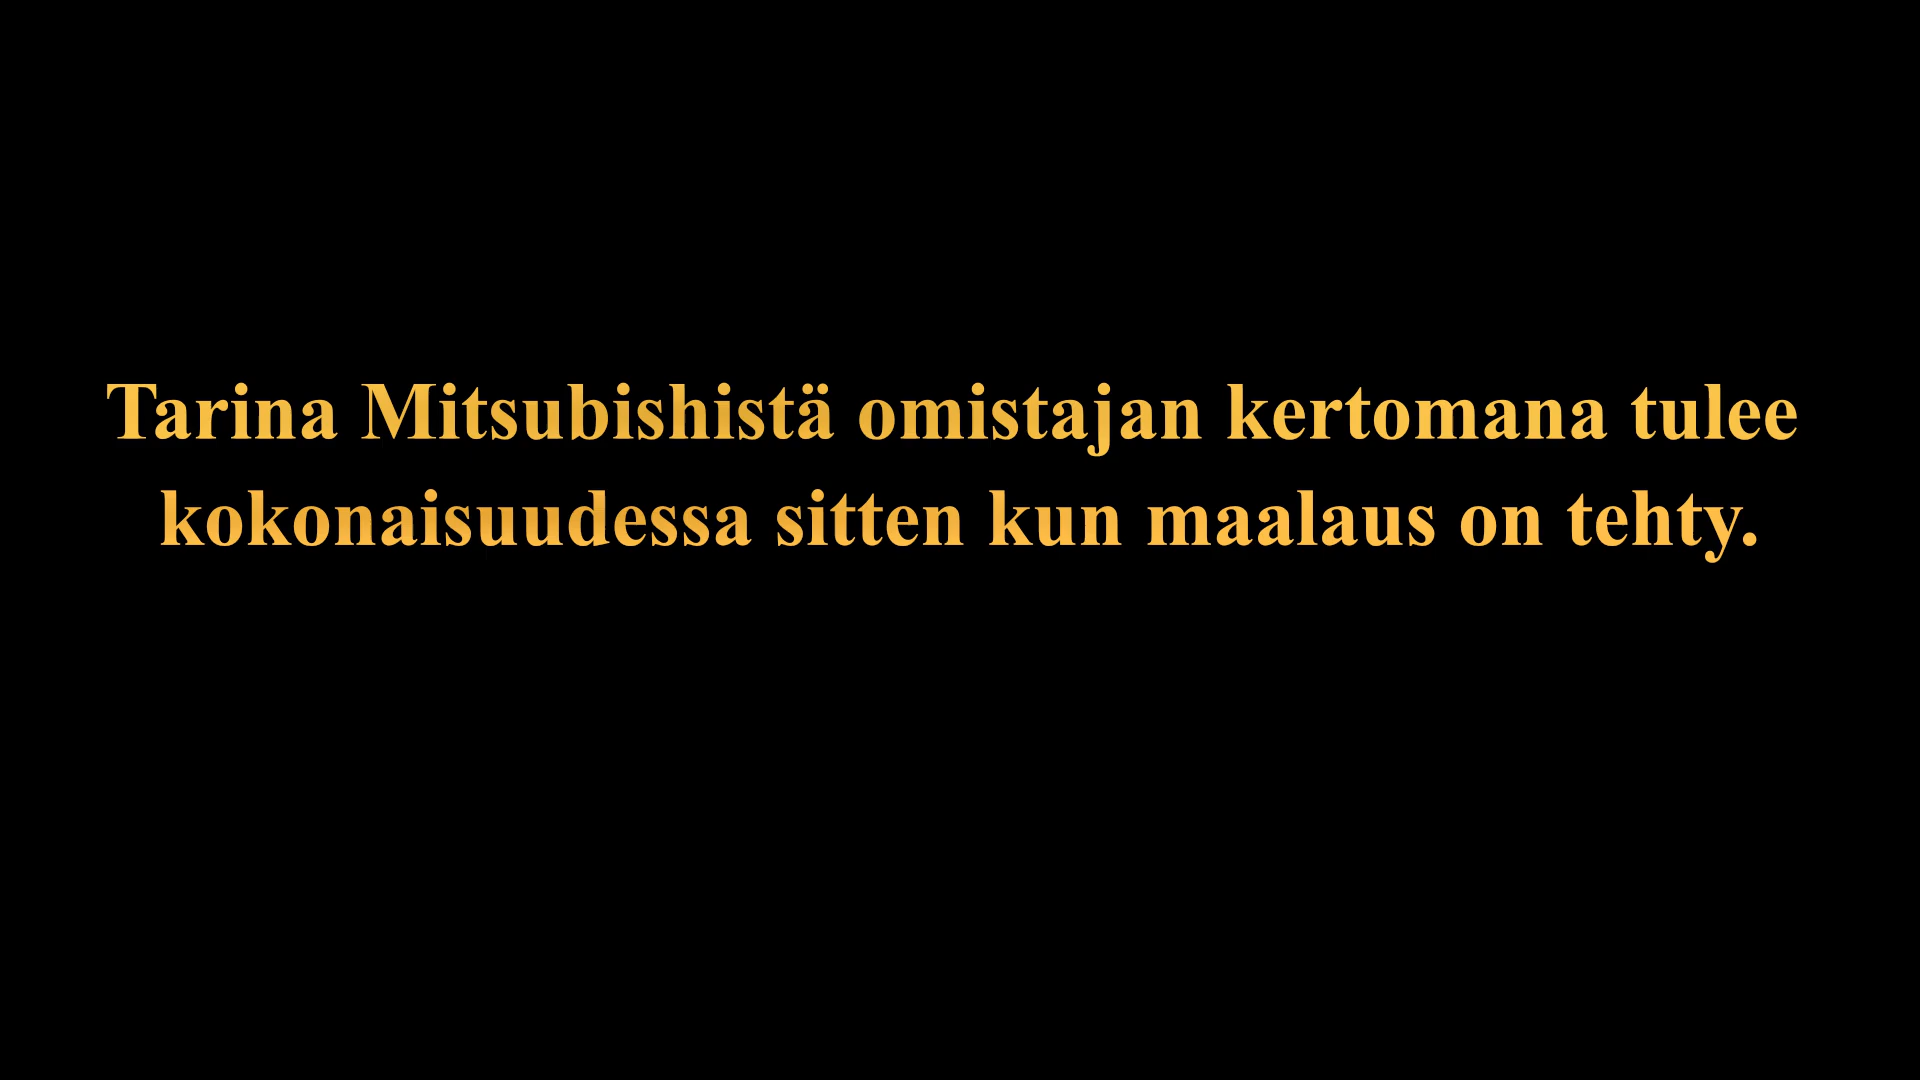 Tarina Mitsubishistä omistajan kertomana tulee
kokonaisuudessa sitten kun maalaus on tehty.